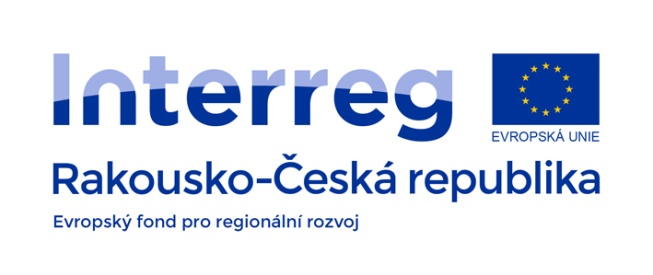 Interreg
EVROPSKÁ UNIE
Rakousko-Česká republika
Evropský fond pro regionální rozvoj